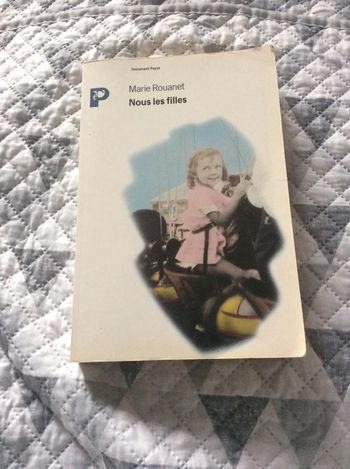 Document Payot
P
Marie Rouanet
Nous les filles